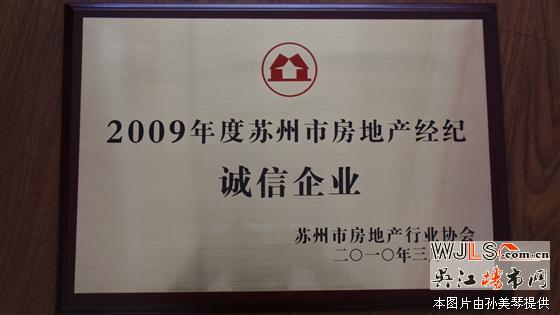 2009年度苏州市房地产经纪
诚信企业
苏州市房地产行业协会
二〇一〇年三
WJLS.com.cn
吴江楼市网
本图片由孙美琴提供